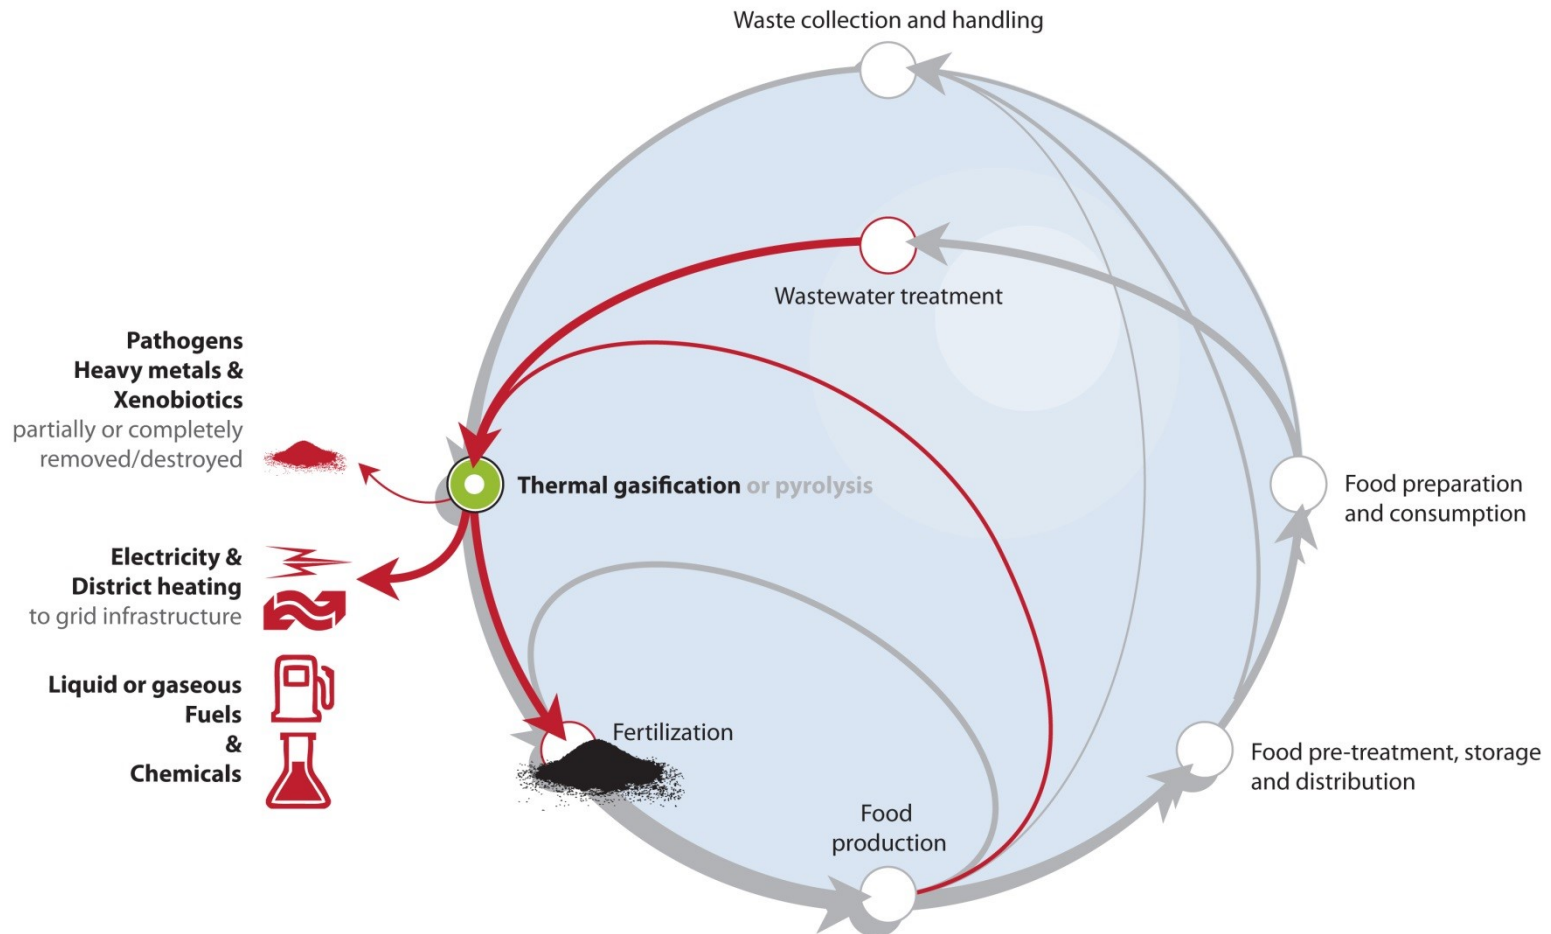 Waste collection and handling
Wastewater treatment
Pathogens
Heavy metals &
Xenobiotics
partially or completely
removed/destroyed
Thermal gasification or pyrolysis
Food preparation
and consumption
Electricity &
District heating
to grid infrastructure
Liquid or gaseous
Fuels
&
Chemicals
Fertilization
Food pre-treatment, storage
and distribution
Food
production